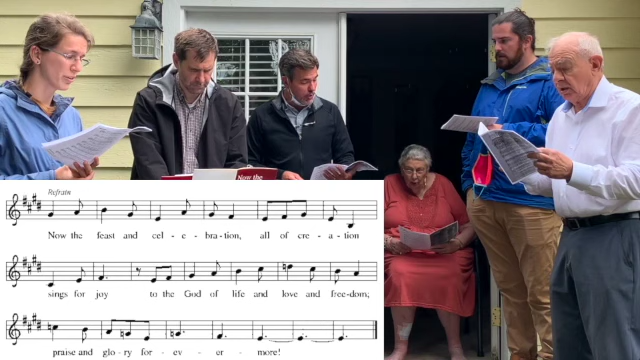 Now the
Refrain
Now the feast and cel - e - bra-tion, all of cre - a - tion
sings for joy to the God of life and love and free-dom;
praise and glo-ry for - ev - er - more!